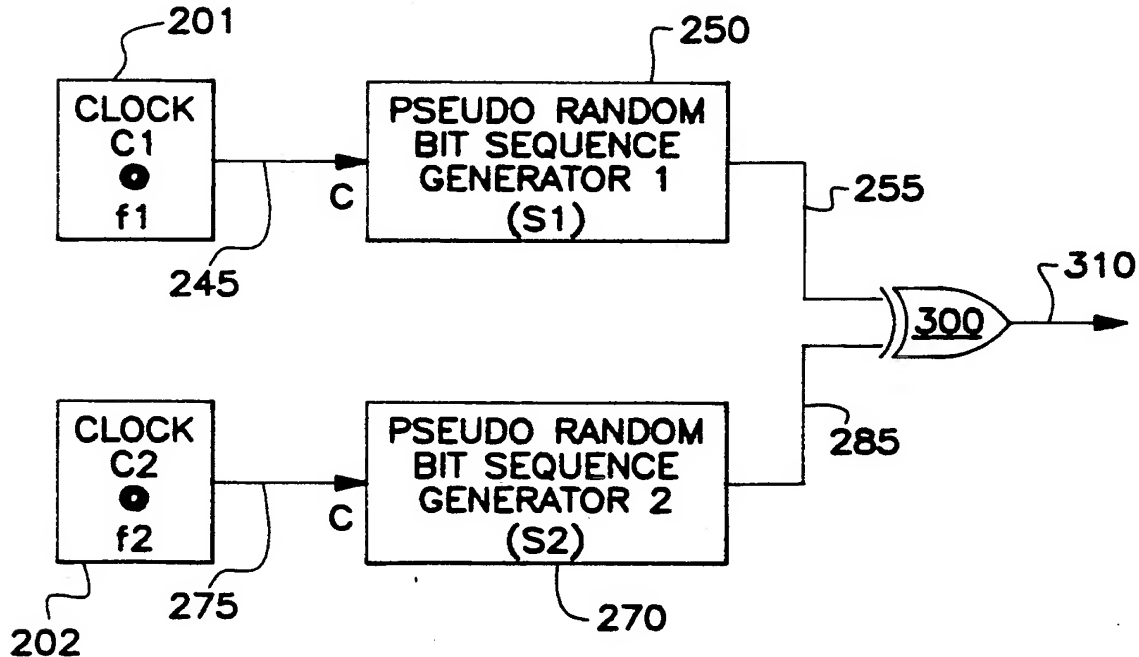 201
CLOCK
C1
f1
245
C
250
PSEUDO RANDOM
BIT SEQUENCE
GENERATOR 1
(S1)
255
300
310
CLOCK
C2
f2
202
275
C
PSEUDO RANDOM
BIT SEQUENCE
GENERATOR 2
(S2)
270
285